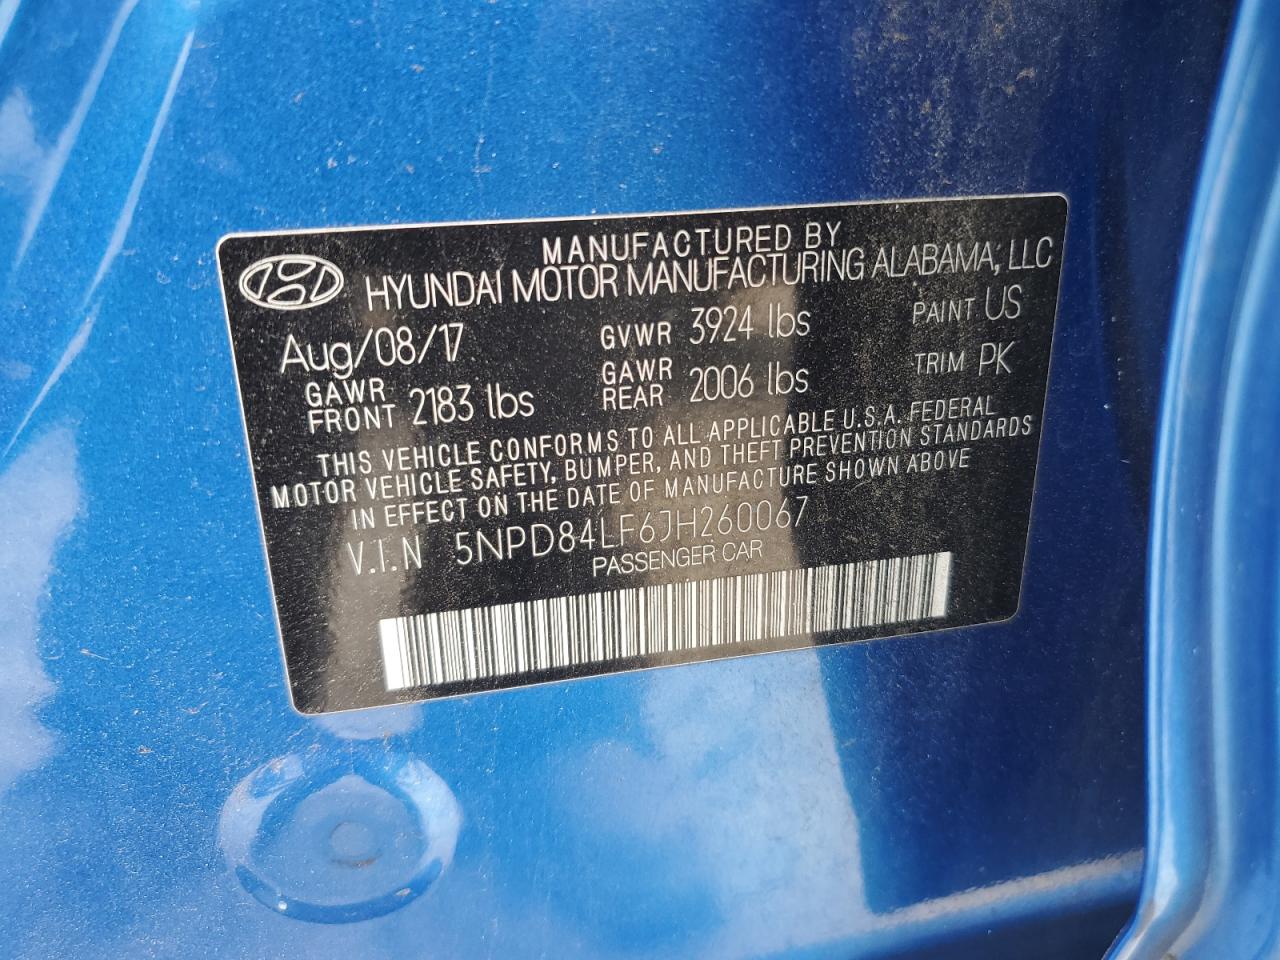 MANUFACTURED BY
HYUNDAI MOTOR MANUFACTURING ALABAMA, LLC
Aug/08/17 GVWR 3924 lbs PAINT US
GAWR FRONT 2183 lbs GAWR REAR 2006 lbs TRIM PK
THIS VEHICLE CONFORMS TO ALL APPLICABLE U.S.A. FEDERAL
MOTOR VEHICLE SAFETY, BUMPER, AND THEFT PREVENTION STANDARDS
IN EFFECT ON THE DATE OF MANUFACTURE SHOWN ABOVE
V.I.N 5NPD84LF6JH260067
PASSENGER CAR